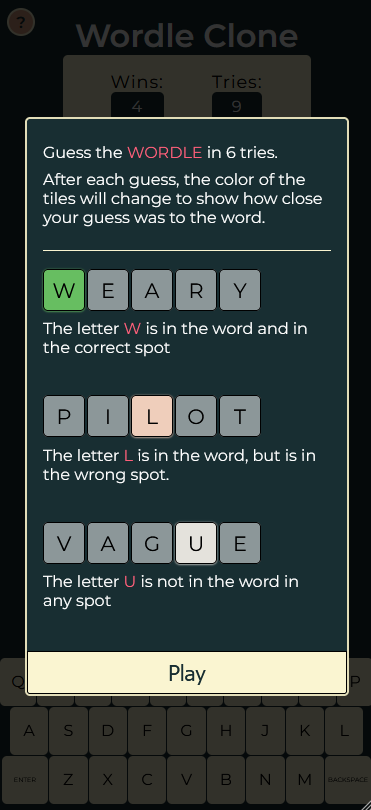 ?
Wordle Clone
Wins: Tries:
4 9
Guess the WORDLE in 6 tries.
After each guess, the color of the
tiles will change to show how close
your guess was to the word.
W E A R Y
The letter W is in the word and in
the correct spot
P I L O T
The letter L is in the word, but is in
the wrong spot.
V A G U E
The letter U is not in the word in
any spot
Play
Q P
A S D F G H J K L
ENTER Z X C V B N M BACKSPACE